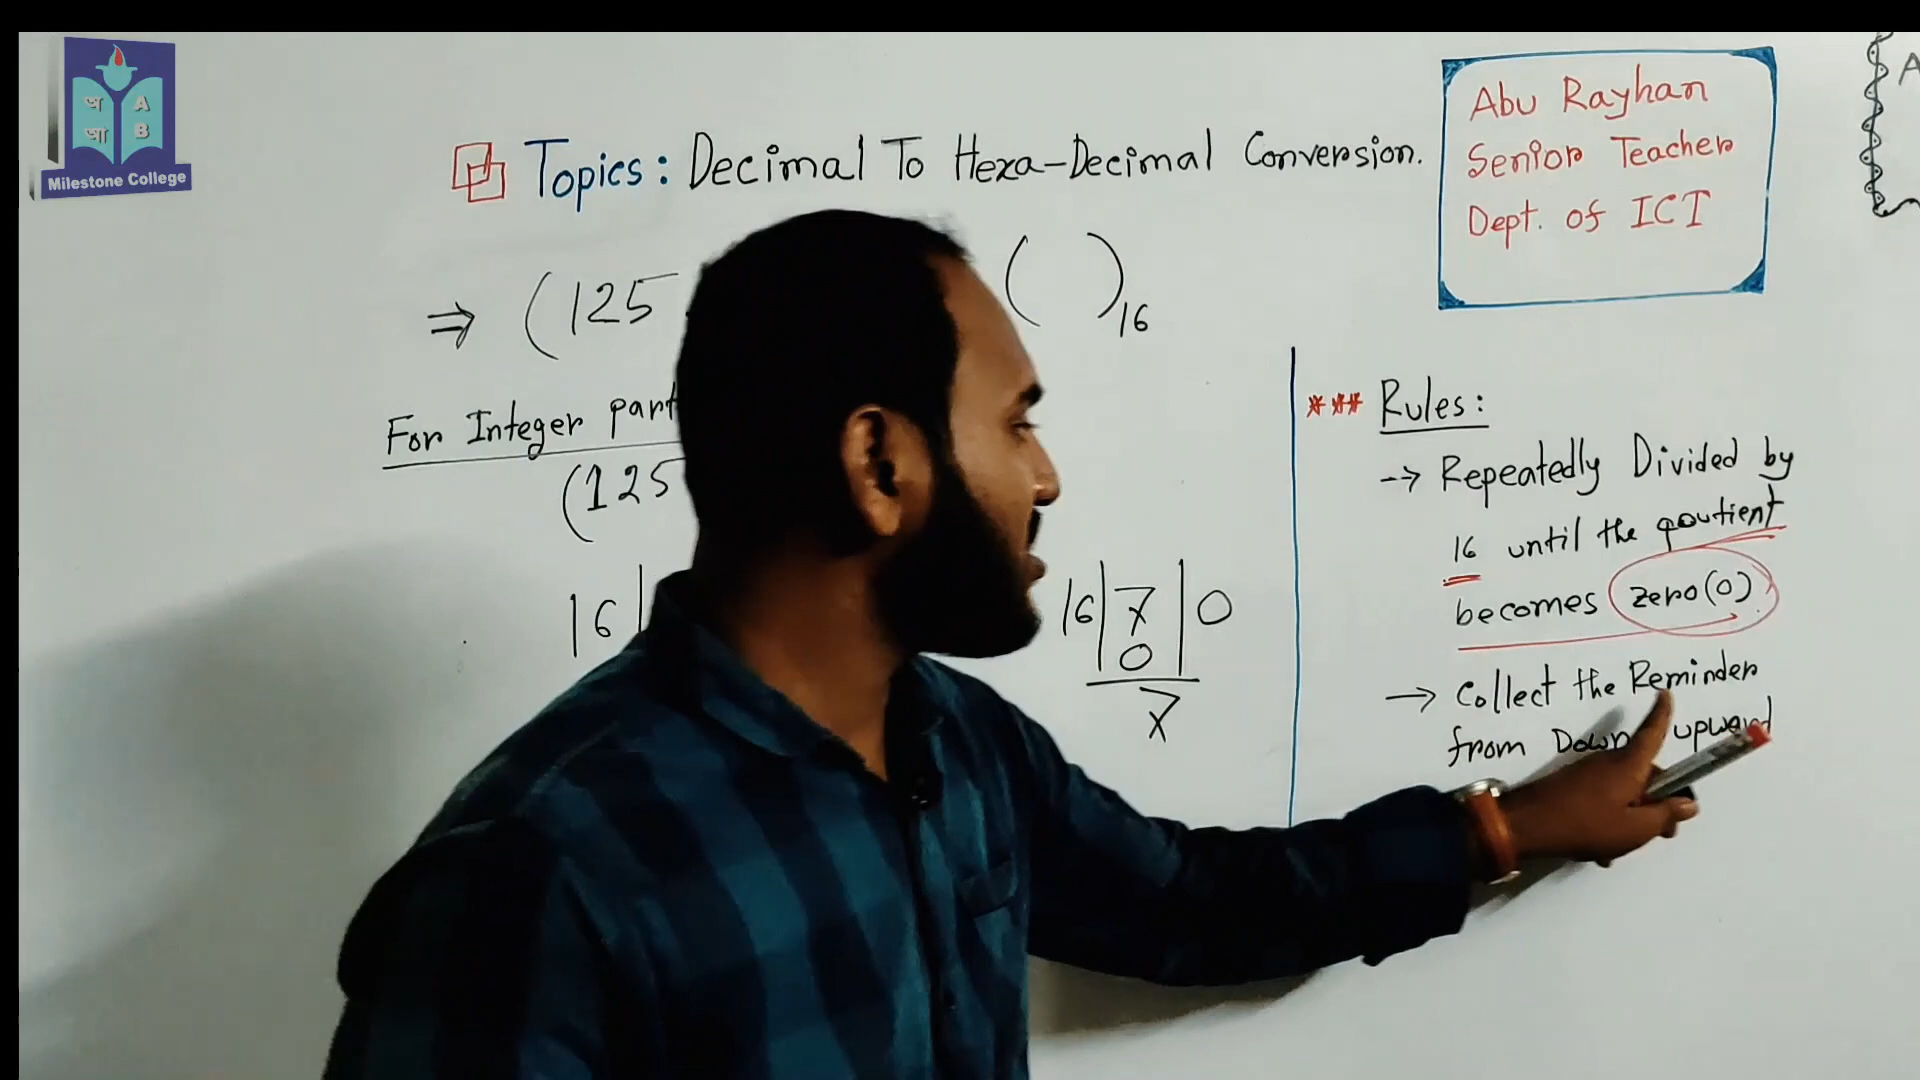 অ A
আ B
Milestone College
Topics: Decimal To Hexa-Decimal Conversion.
Abu Rayhan
Senior Teacher
Dept. of ICT
A
⇒ (125 ( )16
For Integer part
(125
16|
16|7|0
0
7
*** Rules:
--> Repeatedly Divided by
16 until the qoutient
becomes zero(0)
→ Collect the Reminder
from Down upward